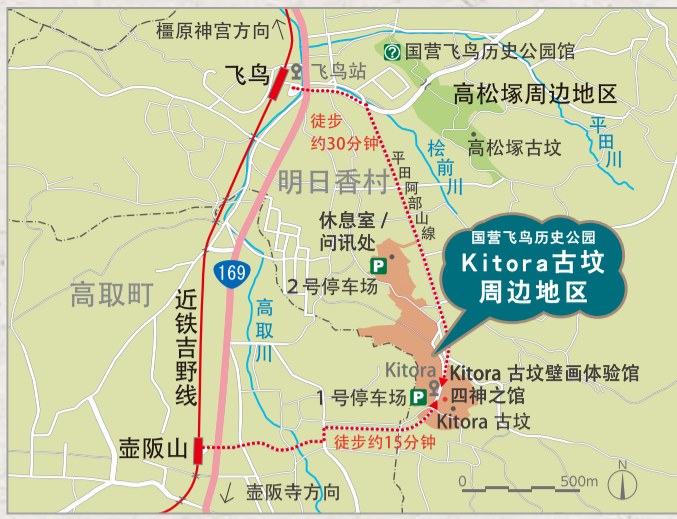 橿原神宫方向
飞鸟
飞鸟站
国营飞鸟历史公园馆
高松塚周边地区
高松塚古坟
平田川
桧前川
徒步
约30分钟
平田阿部山線
明日香村
休息室 /
问讯处
P
2号停车场
国营飞鸟历史公园
Kitora古坟
周边地区
169
高取町
近铁吉野线
高取川
Kitora
Kitora 古坟壁画体验馆
四神之馆
1号停车场
P
Kitora 古坟
壶阪山
徒步约15分钟
壶阪寺方向
0 500m
N